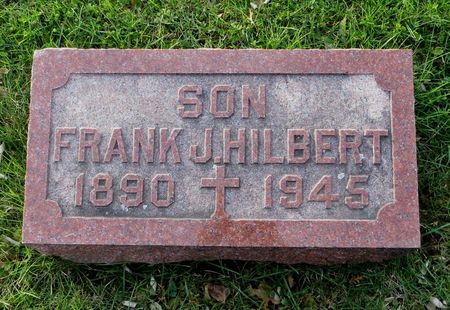 SON
FRANK J. HILBERT
1890 ✝ 1945